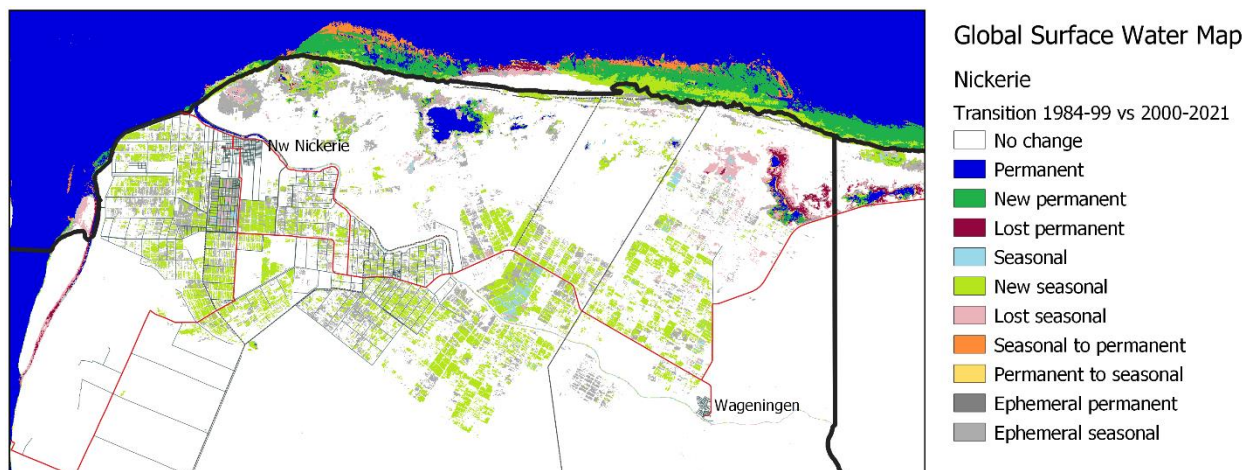 Global Surface Water Map
Nickerie
Transition 1984-99 vs 2000-2021
No change
Permanent
New permanent
Lost permanent
Seasonal
New seasonal
Lost seasonal
Seasonal to permanent
Permanent to seasonal
Ephemeral permanent
Ephemeral seasonal
Nw Nickerie
Wageningen